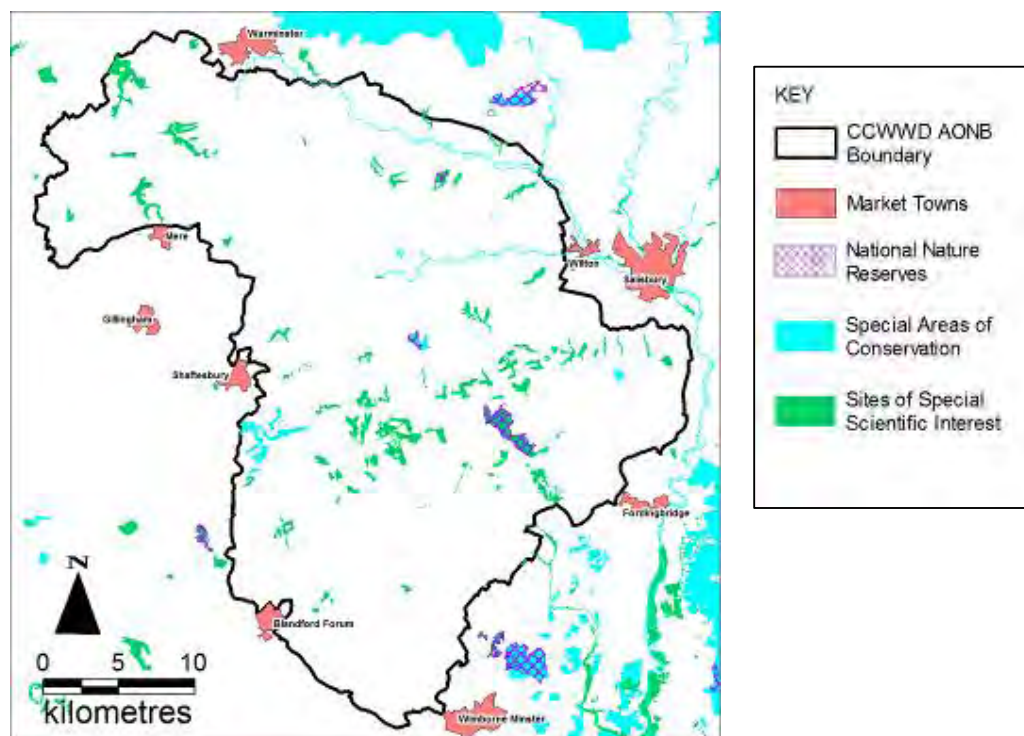 Warminster
Mere
Wilton
Salisbury
Gillingham
Shaftesbury
Fordingbridge
Blandford Forum
Wimborne Minster
N
0 5 10
kilometres
KEY
CCWWD AONB
Boundary
Market Towns
National Nature
Reserves
Special Areas of
Conservation
Sites of Special
Scientific Interest